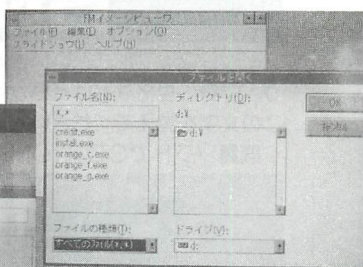 FMイメージビューワ
ファイル(F) 編集(E) オプション(O)
スライドショウ(I) ヘルプ(H)
ファイルを開く
ファイル名(N):
*.*
credit.exe
install.exe
orange_c.exe
orange_f.exe
orange_g.exe
ディレクトリ(D):
d:¥
d:¥
OK
キャンセル
ファイルの種類(T):
すべてのファイル(*.*)
ドライブ(V):
d: